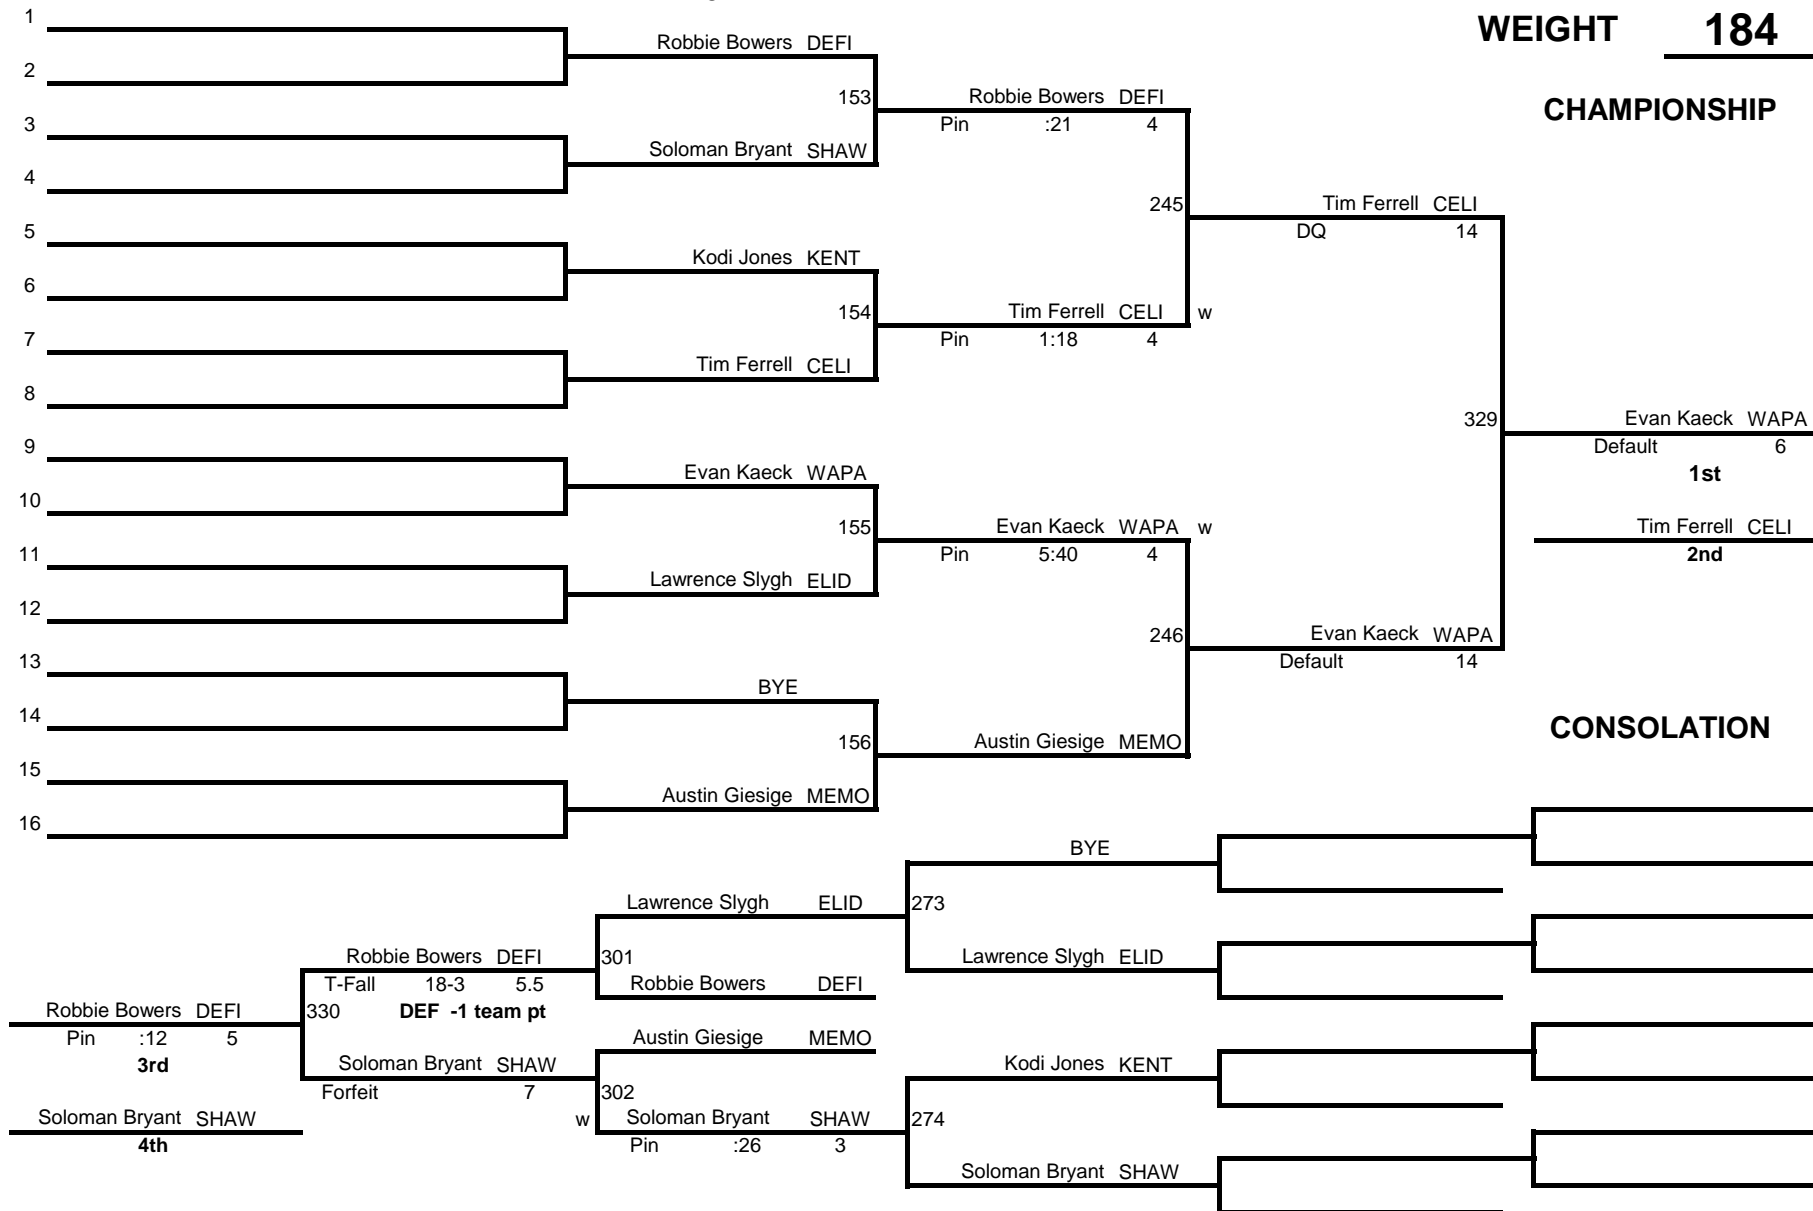 WEIGHT 184
CHAMPIONSHIP
1
2
3
4
5
6
7
8
9
10
11
12
13
14
15
16
Robbie Bowers DEFI
153
Soloman Bryant SHAW
Kodi Jones KENT
154
Tim Ferrell CELI
Evan Kaeck WAPA
155
Lawrence Slygh ELID
BYE
156
Austin Giesige MEMO
Robbie Bowers DEFI
Pin :21 4
245
Tim Ferrell CELI w
Pin 1:18 4
Evan Kaeck WAPA w
Pin 5:40 4
246
Austin Giesige MEMO
Tim Ferrell CELI
DQ 14
329
Evan Kaeck WAPA
Default 14
Evan Kaeck WAPA
Default 6
1st
Tim Ferrell CELI
2nd
CONSOLATION
BYE
273
Lawrence Slygh ELID
Kodi Jones KENT
274
Soloman Bryant SHAW
Lawrence Slygh ELID
301
Robbie Bowers DEFI
Austin Giesige MEMO
302
w Soloman Bryant SHAW
Pin :26 3
Robbie Bowers DEFI
T-Fall 18-3 5.5
330 DEF -1 team pt
Soloman Bryant SHAW
Forfeit 7
Robbie Bowers DEFI
Pin :12 5
3rd
Soloman Bryant SHAW
4th